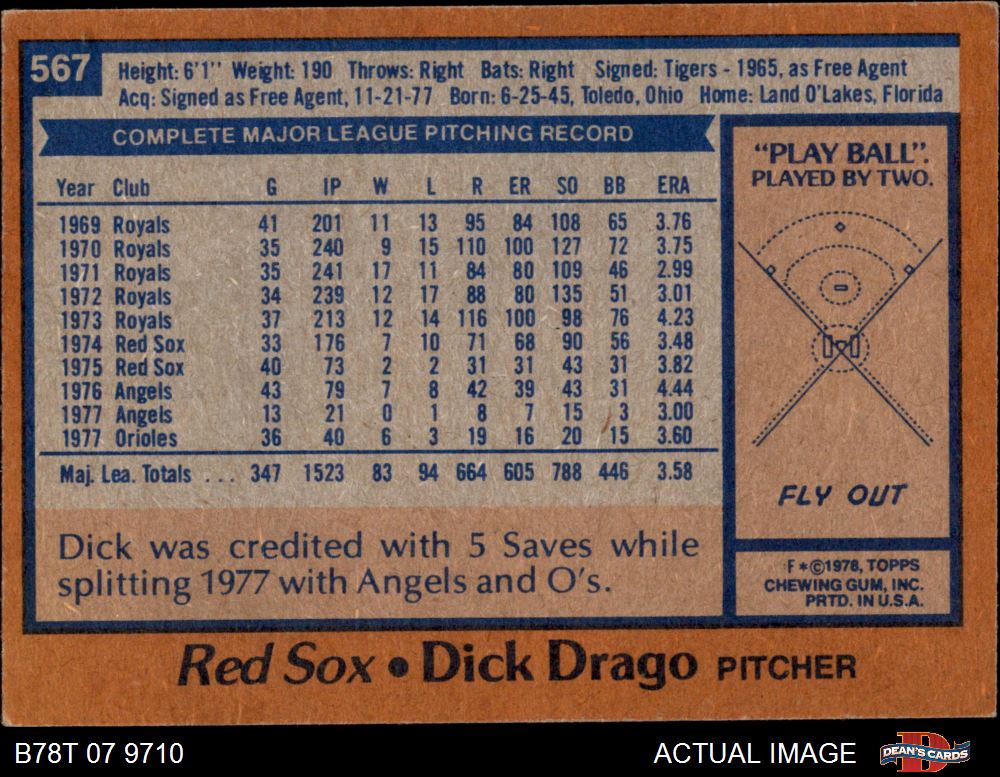 567
Height: 6'1" Weight: 190 Throws: Right Bats: Right Signed: Tigers - 1965, as Free Agent
Acq: Signed as Free Agent, 11-21-77 Born: 6-25-45, Toledo, Ohio Home: Land O'Lakes, Florida
COMPLETE MAJOR LEAGUE PITCHING RECORD
Year Club G IP W L R ER SO BB ERA
1969 Royals 41 201 11 13 95 84 108 65 3.76
1970 Royals 35 240 9 15 110 100 127 72 3.75
1971 Royals 35 241 17 11 84 80 109 46 2.99
1972 Royals 34 239 12 17 88 80 135 51 3.01
1973 Royals 37 213 12 14 116 100 98 76 4.23
1974 Red Sox 33 176 7 10 71 68 90 56 3.48
1975 Red Sox 40 73 2 2 31 31 43 31 3.82
1976 Angels 43 79 7 8 42 39 43 31 4.44
1977 Angels 13 21 0 1 8 7 15 3 3.00
1977 Orioles 36 40 6 3 19 16 20 15 3.60
Maj. Lea. Totals ... 347 1523 83 94 664 605 788 446 3.58
Dick was credited with 5 Saves while
splitting 1977 with Angels and O's.
"PLAY BALL".
PLAYED BY TWO.
FLY OUT
F*©1978, TOPPS
CHEWING GUM, INC.
PRTD. IN U.S.A.
Red Sox • Dick Drago PITCHER
B78T 07 9710
ACTUAL IMAGE
DEAN'S CARDS